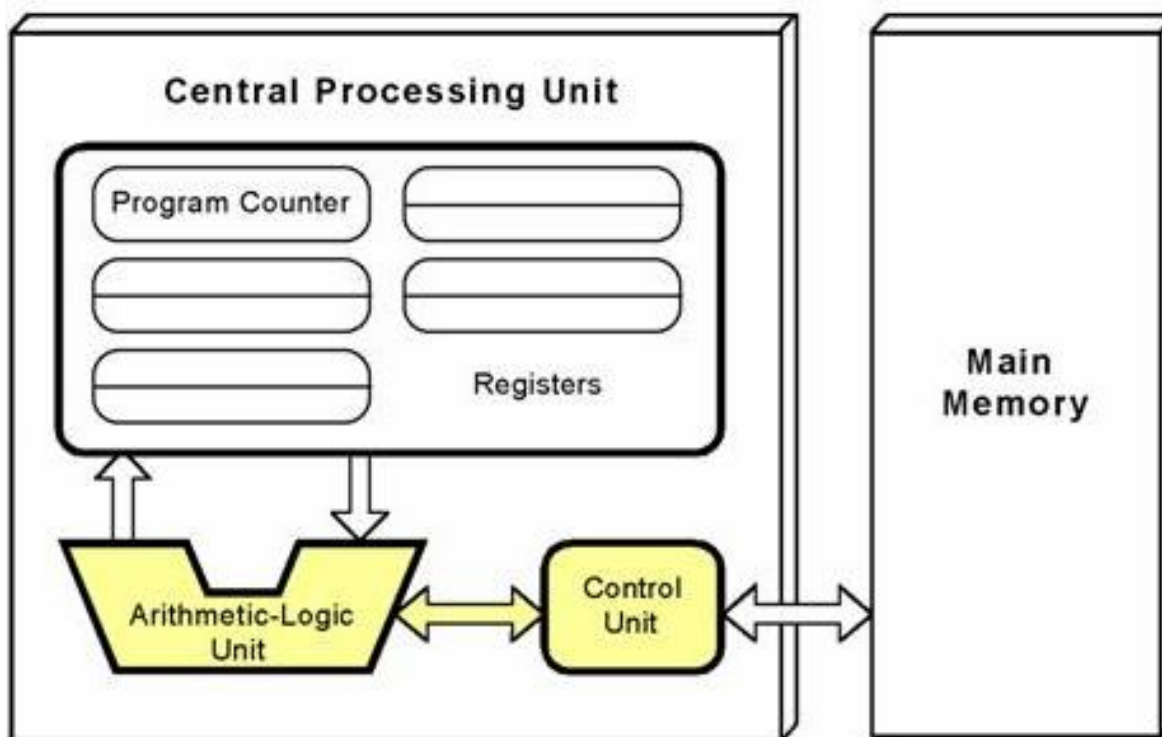 Central Processing Unit
Program Counter
Registers
Main
Memory
Arithmetic-Logic
Unit
Control
Unit